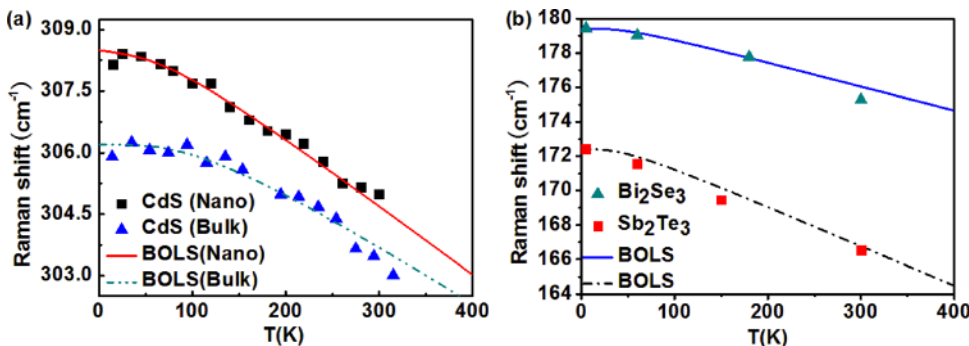 (a)
309.0
307.5
306.0
304.5
303.0
Raman shift (cm-1)
CdS (Nano)
CdS (Bulk)
BOLS(Nano)
BOLS(Bulk)
0 100 200 300 400
T(K)
(b)
180
178
176
174
172
170
168
166
164
Raman shift (cm-1)
Bi2Se3
Sb2Te3
BOLS
BOLS
0 100 200 300 400
T(K)